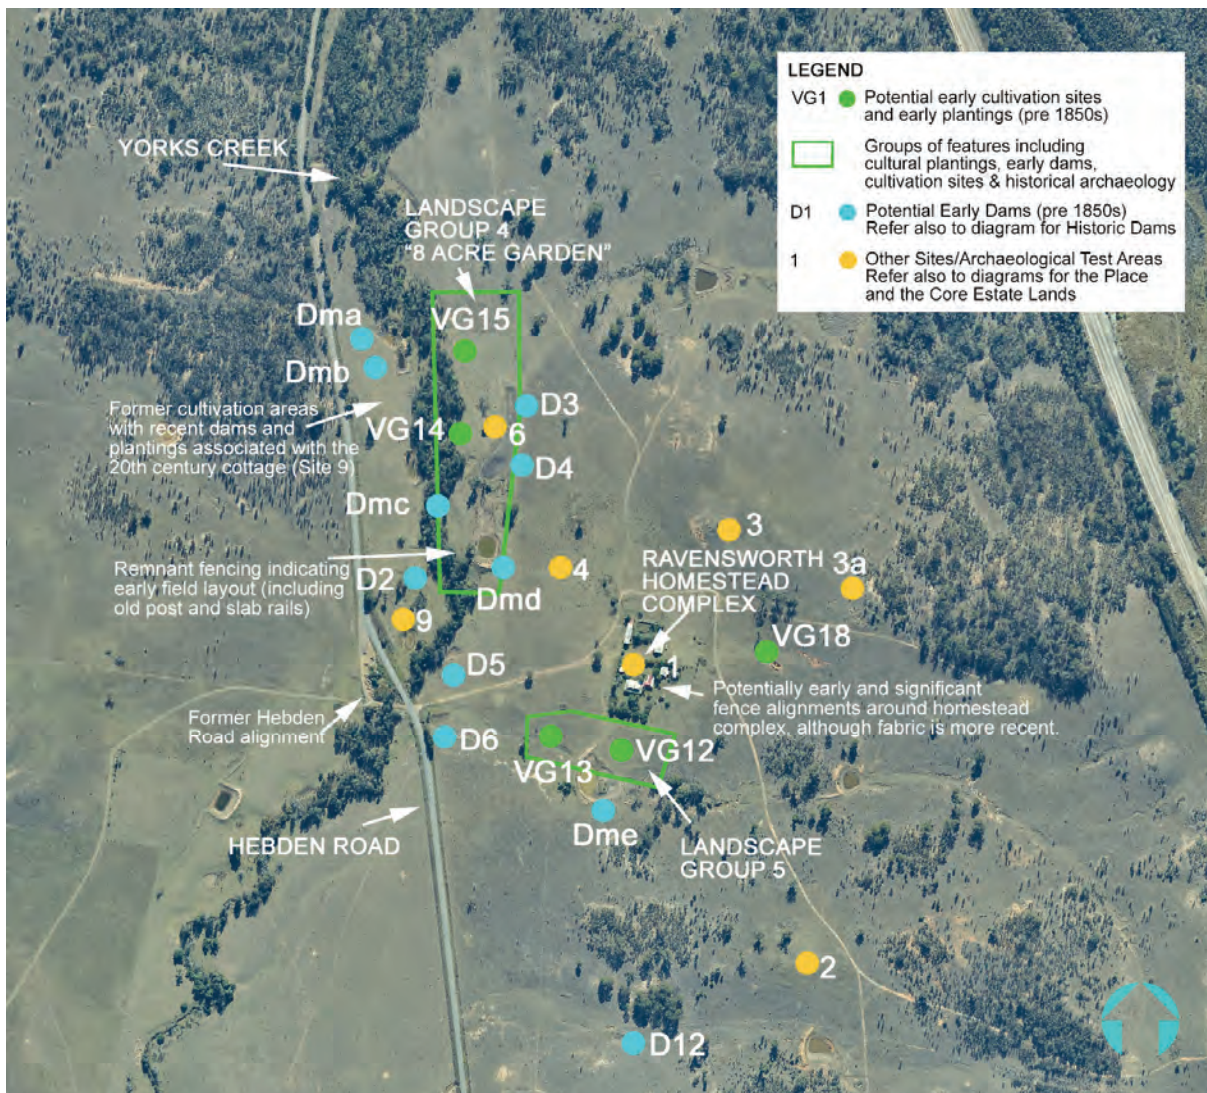 LEGEND
VG1 Potential early cultivation sites
and early plantings (pre 1850s)
Groups of features including
cultural plantings, early dams,
cultivation sites & historical archaeology
D1 Potential Early Dams (pre 1850s)
Refer also to diagram for Historic Dams
1 Other Sites/Archaeological Test Areas
Refer also to diagrams for the Place
and the Core Estate Lands
YORKS CREEK
LANDSCAPE
GROUP 4
"8 ACRE GARDEN"
VG15
Dma
Dmb
D3
Former cultivation areas
with recent dams and
plantings associated with the
20th century cottage (Site 9)
VG14
6
D4
Dmc
3
RAVENSWORTH
HOMESTEAD
COMPLEX
3a
Remnant fencing indicating
early field layout (including
old post and slab rails)
D2
Dmd
4
9
VG18
1
D5
Potentially early and significant
fence alignments around homestead
complex, although fabric is more recent.
Former Hebden
Road alignment
D6
VG13
VG12
Dme
HEBDEN ROAD
LANDSCAPE
GROUP 5
2
D12